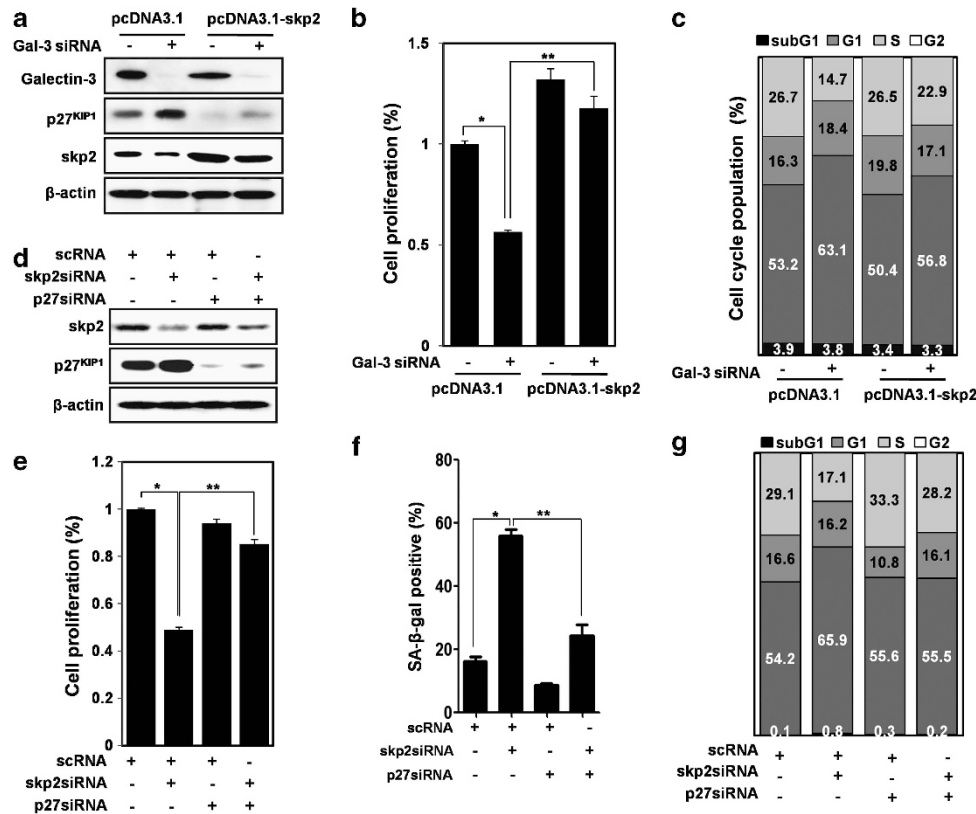 a
pcDNA3.1 pcDNA3.1-skp2
Gal-3 siRNA - + - +
Galectin-3
p27KIP1
skp2
β-actin
b
Cell proliferation (%)
1.5
1
0.5
0
* **
Gal-3 siRNA - + - +
pcDNA3.1 pcDNA3.1-skp2
c
subG1 G1 S G2
Cell cycle population (%)
26.7 14.7 26.5 22.9
16.3 18.4 19.8 17.1
53.2 63.1 50.4 56.8
3.9 3.8 3.4 3.3
Gal-3 siRNA - + - +
pcDNA3.1 pcDNA3.1-skp2
d
scRNA + + + -
skp2siRNA - + - +
p27siRNA - - + +
skp2
p27KIP1
β-actin
e
Cell proliferation (%)
1.2
1
0.8
0.6
0.4
0.2
0
* **
scRNA + + + -
skp2siRNA - + - +
p27siRNA - - + +
f
SA-β-gal positive (%)
80
60
40
20
0
* **
scRNA + + + -
skp2siRNA - + - +
p27siRNA - - + +
g
subG1 G1 S G2
29.1 17.1 33.3 28.2
16.6 16.2 10.8 16.1
54.2 65.9 55.6 55.5
0.1 0.8 0.3 0.2
scRNA + + + -
skp2siRNA - + - +
p27siRNA - - + +